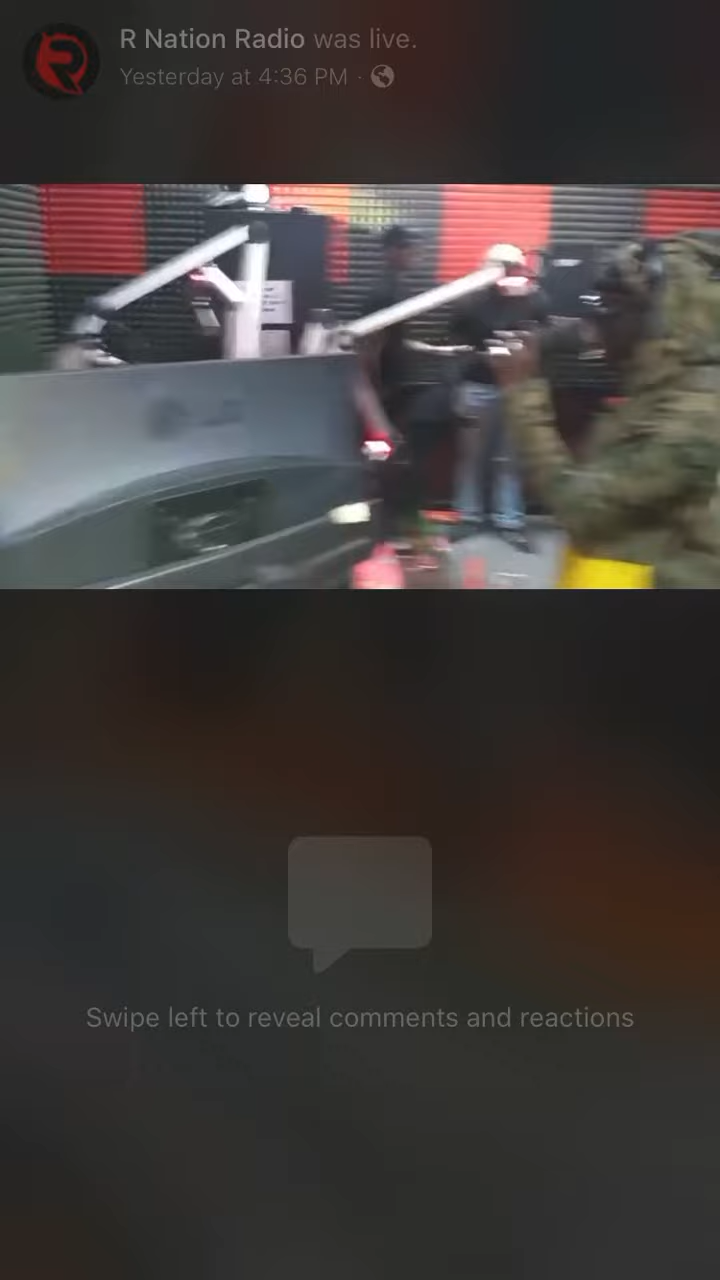 R Nation Radio was live.
Yesterday at 4:36 PM ·
Swipe left to reveal comments and reactions